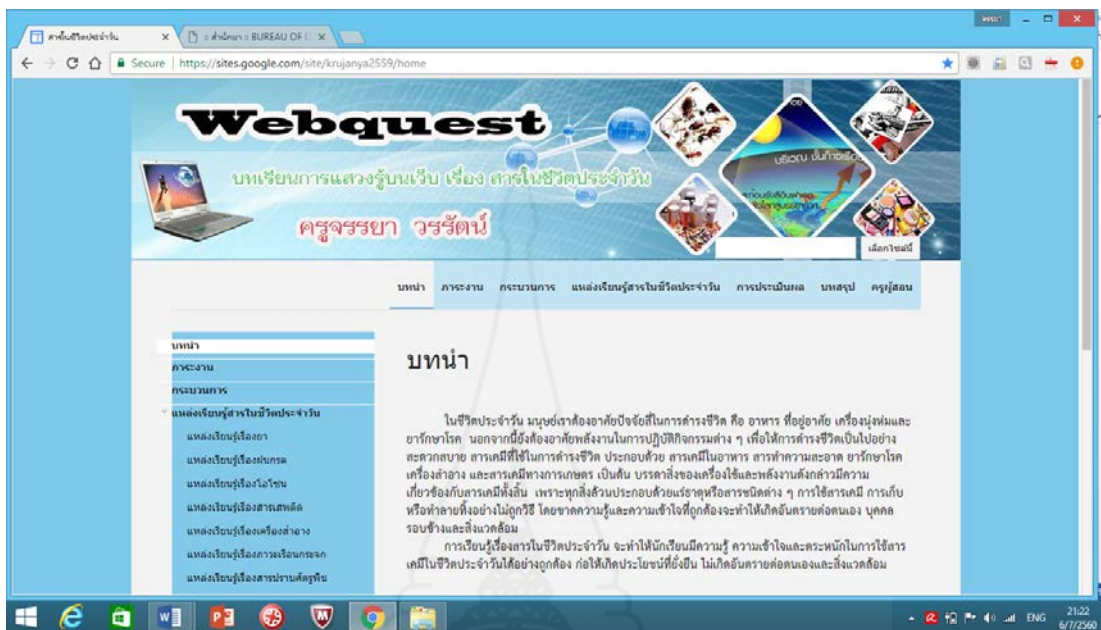 สารในชีวิตประจำวัน
:: สำนักยา :: BUREAU OF
จรรยา
Secure https://sites.google.com/site/krujanya2559/home
Webquest
บทเรียนการแสวงรู้บนเว็บ เรื่อง สารในชีวิตประจำวัน
ครูจรรยา วรรัตน์
เลือกไซต์นี้
บทนำ ภาระงาน กระบวนการ แหล่งเรียนรู้สารในชีวิตประจำวัน การประเมินผล บทสรุป ครูผู้สอน
บทนำ
ภาระงาน
กระบวนการ
แหล่งเรียนรู้สารในชีวิตประจำวัน
แหล่งเรียนรู้เรื่องยา
แหล่งเรียนรู้เรื่องฝนกรด
แหล่งเรียนรู้เรื่องโอโซน
แหล่งเรียนรู้เรื่องสารเสพติด
แหล่งเรียนรู้เรื่องเครื่องสำอาง
แหล่งเรียนรู้เรื่องภาวะเรือนกระจก
แหล่งเรียนรู้เรื่องสารปราบศัตรูพืช
บทนำ
ในชีวิตประจำวัน มนุษย์เราต้องอาศัยปัจจัยสี่ในการดำรงชีวิต คือ อาหาร ที่อยู่อาศัย เครื่องนุ่งห่มและ
ยารักษาโรค นอกจากนี้ยังต้องอาศัยพลังงานในการปฏิบัติกิจกรรมต่าง ๆ เพื่อให้การดำรงชีวิตเป็นไปอย่าง
สะดวกสบาย สารเคมีที่ใช้ในการดำรงชีวิต ประกอบด้วย สารเคมีในอาหาร สารทำความสะอาด ยารักษาโรค
เครื่องสำอาง และสารเคมีทางการเกษตร เป็นต้น บรรดาสิ่งของเครื่องใช้และพลังงานดังกล่าวมีความ
เกี่ยวข้องกับสารเคมีทั้งสิ้น เพราะทุกสิ่งล้วนประกอบด้วยแร่ธาตุหรือสารชนิดต่าง ๆ การใช้สารเคมี การเก็บ
หรือทำลายทิ้งอย่างไม่ถูกวิธี โดยขาดความรู้และความเข้าใจที่ถูกต้องจะทำให้เกิดอันตรายต่อตนเอง บุคคล
รอบข้างและสิ่งแวดล้อม
การเรียนรู้เรื่องสารในชีวิตประจำวัน จะทำให้นักเรียนมีความรู้ ความเข้าใจและตระหนักในการใช้สาร
เคมีในชีวิตประจำวันได้อย่างถูกต้อง ก่อให้เกิดประโยชน์ที่ยั่งยืน ไม่เกิดอันตรายต่อตนเองและสิ่งแวดล้อม
ENG
21:22
6/7/2560